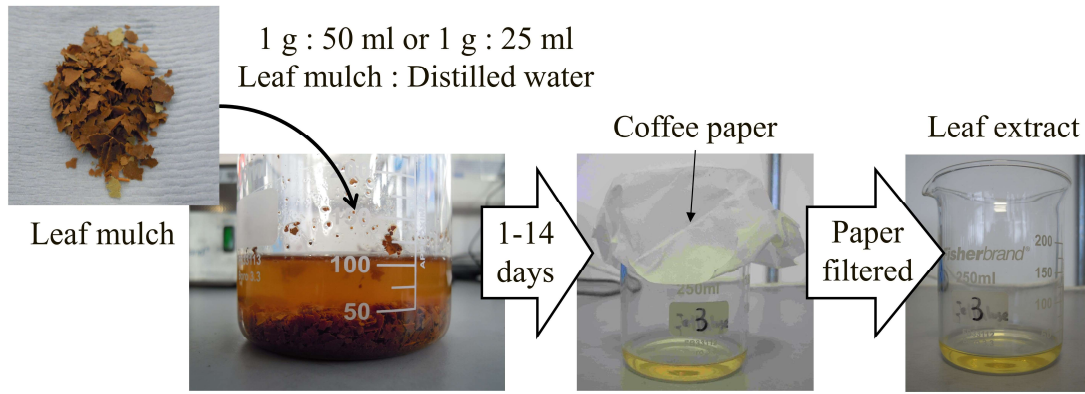 1 g : 50 ml or 1 g : 25 ml
Leaf mulch : Distilled water
Leaf mulch
100
50
1-14
days
Coffee paper
250ml
3
Paper
filtered
Leaf extract
fisherbrand
200
250ml
150
100
3